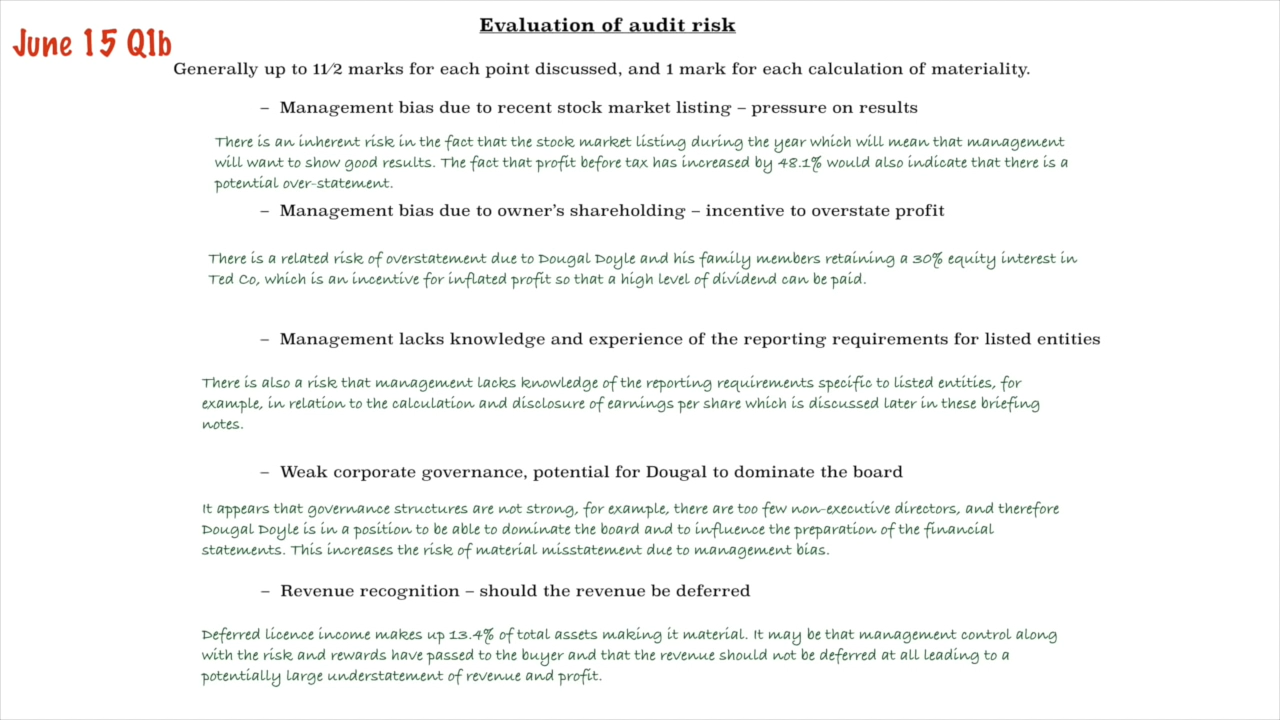 Evaluation of audit risk
June 15 Q1b
Generally up to 11⁄2 marks for each point discussed, and 1 mark for each calculation of materiality.
– Management bias due to recent stock market listing – pressure on results
There is an inherent risk in the fact that the stock market listing during the year which will mean that management
will want to show good results. The fact that profit before tax has increased by 48.1% would also indicate that there is a
potential over-statement.
– Management bias due to owner's shareholding – incentive to overstate profit
There is a related risk of overstatement due to Dougal Doyle and his family members retaining a 30% equity interest in
Ted Co, which is an incentive for inflated profit so that a high level of dividend can be paid.
– Management lacks knowledge and experience of the reporting requirements for listed entities
There is also a risk that management lacks knowledge of the reporting requirements specific to listed entities, for
example, in relation to the calculation and disclosure of earnings per share which is discussed later in these briefing
notes.
– Weak corporate governance, potential for Dougal to dominate the board
It appears that governance structures are not strong, for example, there are too few non-executive directors, and therefore
Dougal Doyle is in a position to be able to dominate the board and to influence the preparation of the financial
statements. This increases the risk of material misstatement due to management bias.
– Revenue recognition – should the revenue be deferred
Deferred licence income makes up 13.4% of total assets making it material. It may be that management control along
with the risk and rewards have passed to the buyer and that the revenue should not be deferred at all leading to a
potentially large understatement of revenue and profit.